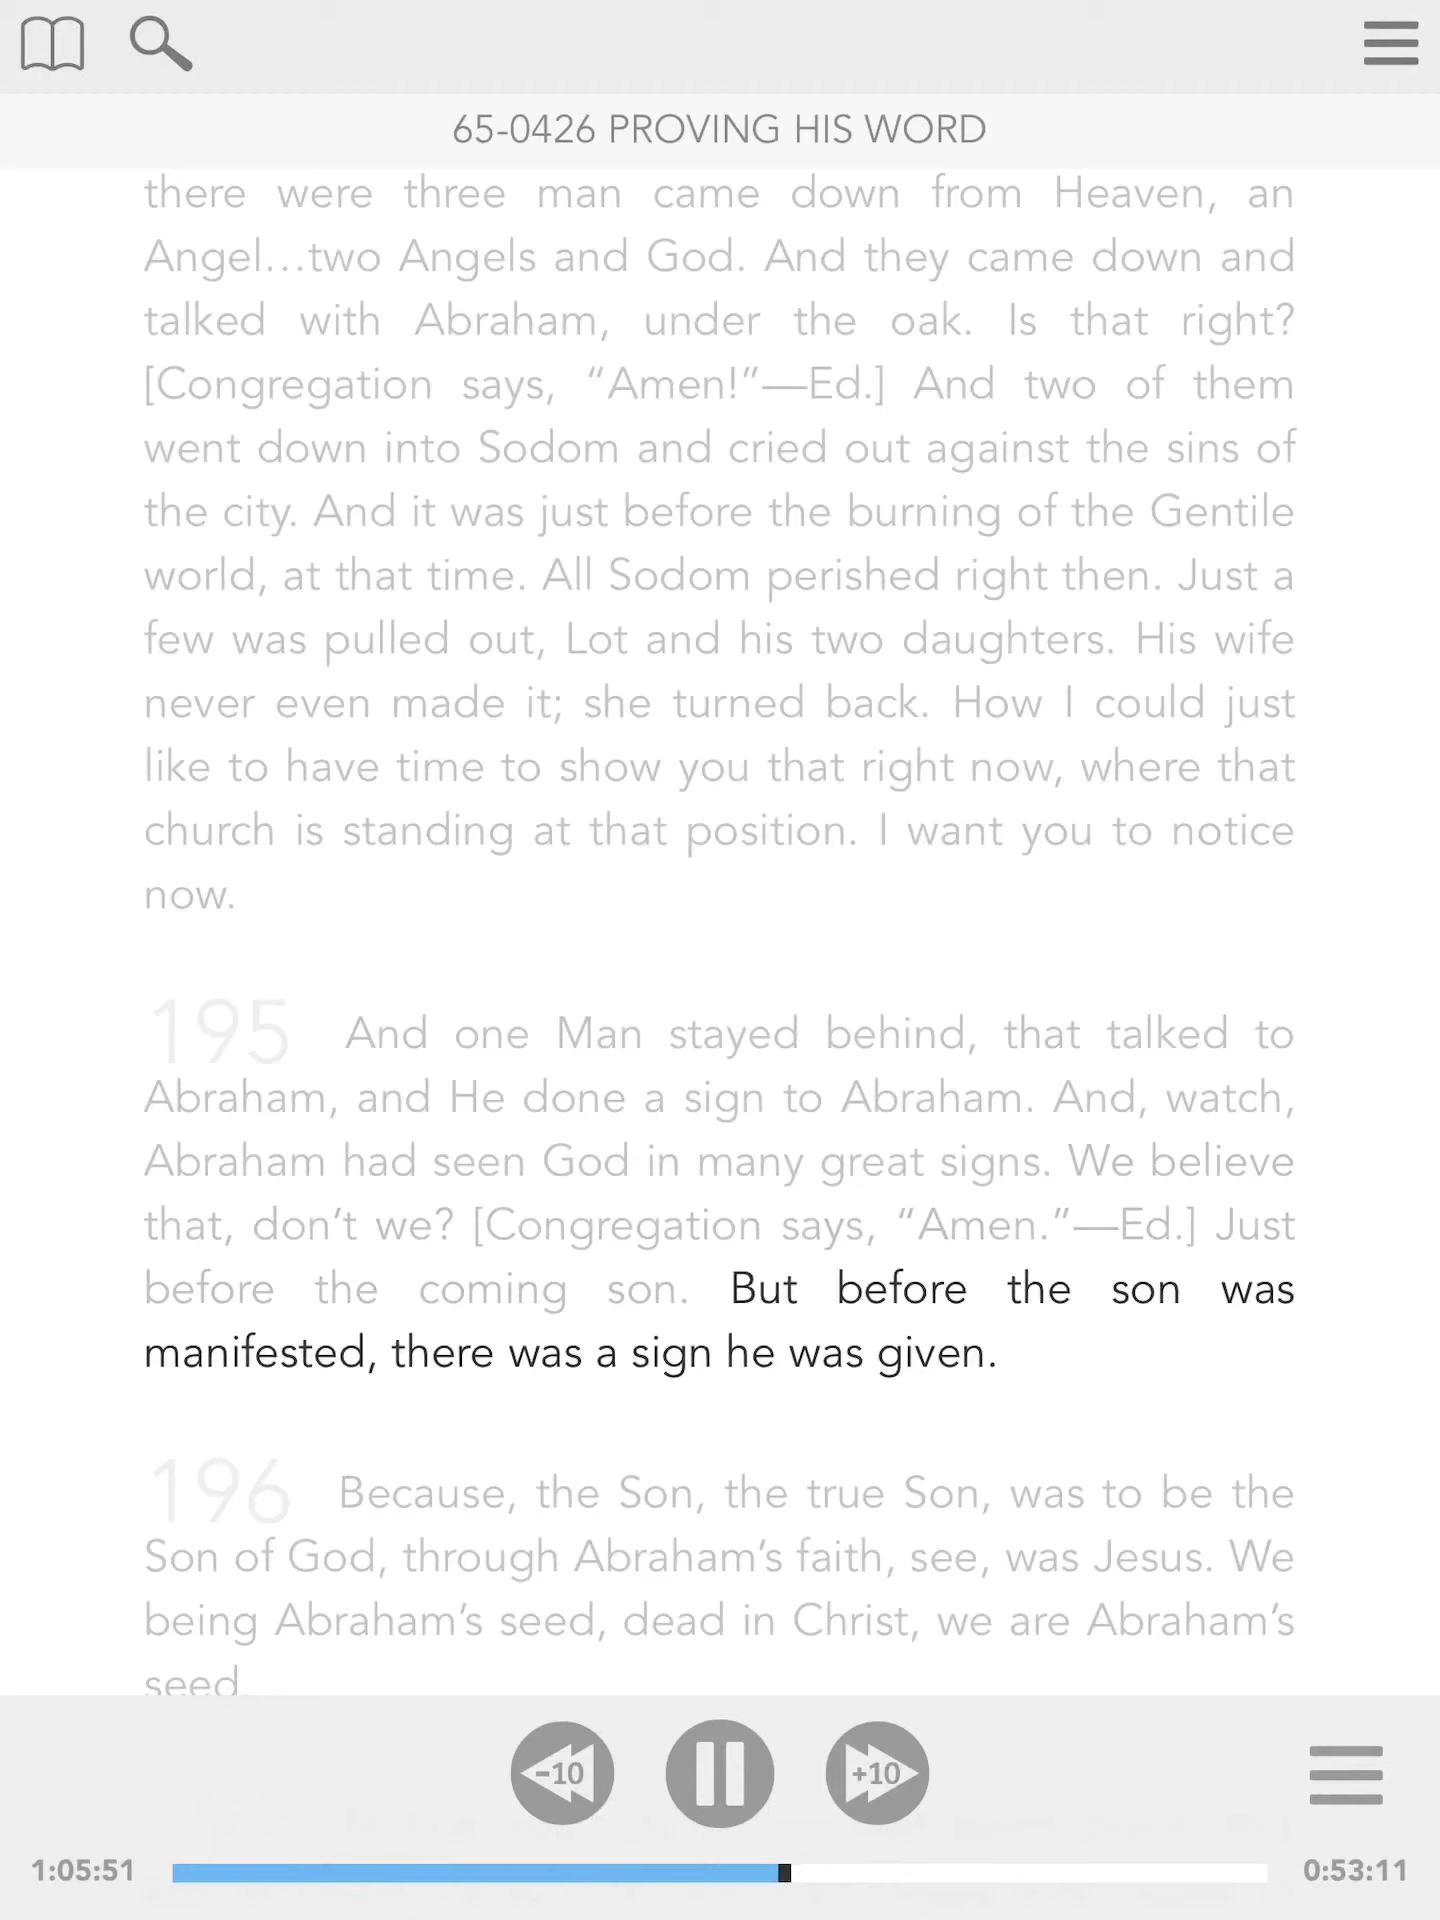 65-0426 PROVING HIS WORD
there were three man came down from Heaven, an
Angel…two Angels and God. And they came down and
talked with Abraham, under the oak. Is that right?
[Congregation says, “Amen!”—Ed.] And two of them
went down into Sodom and cried out against the sins of
the city. And it was just before the burning of the Gentile
world, at that time. All Sodom perished right then. Just a
few was pulled out, Lot and his two daughters. His wife
never even made it; she turned back. How I could just
like to have time to show you that right now, where that
church is standing at that position. I want you to notice
now.
195 And one Man stayed behind, that talked to
Abraham, and He done a sign to Abraham. And, watch,
Abraham had seen God in many great signs. We believe
that, don’t we? [Congregation says, “Amen.”—Ed.] Just
before the coming son. But before the son was
manifested, there was a sign he was given.
196 Because, the Son, the true Son, was to be the
Son of God, through Abraham’s faith, see, was Jesus. We
being Abraham’s seed, dead in Christ, we are Abraham’s
seed.
-10 +10
1:05:51 0:53:11